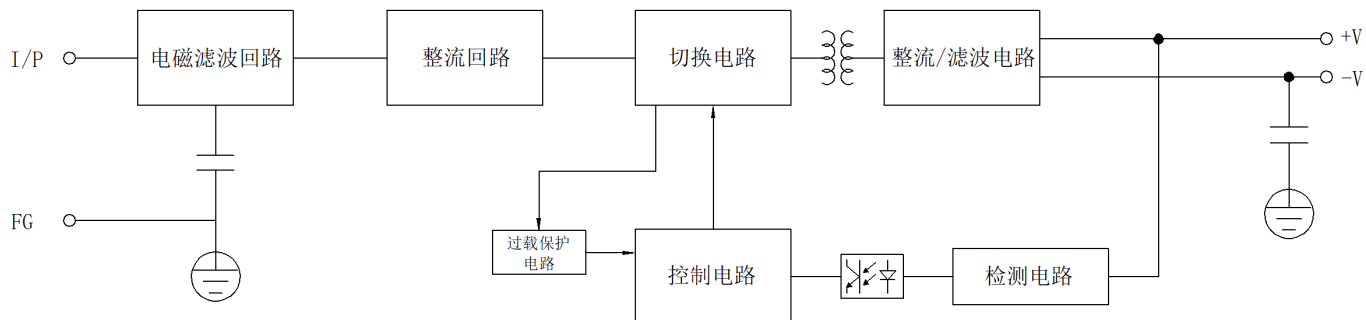 I/P
电磁滤波回路
整流回路
切换电路
整流/滤波电路
+V
-V
FG
过载保护
电路
控制电路
检测电路